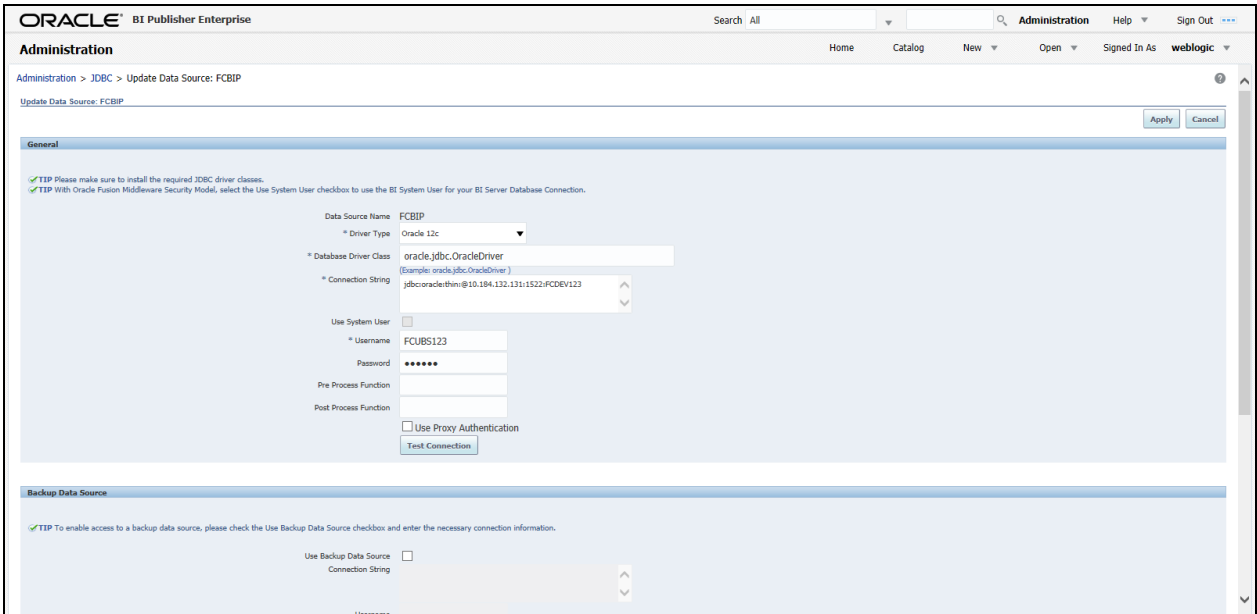 ORACLE BI Publisher Enterprise Search All Administration Help Sign Out
Administration Home Catalog New Open Signed In As weblogic
Administration > JDBC > Update Data Source: FCBIP
Update Data Source: FCBIP
Apply Cancel
General
TIP Please make sure to install the required JDBC driver classes.
TIP With Oracle Fusion Middleware Security Model, select the Use System User checkbox to use the BI System User for your BI Server Database Connection.
Data Source Name FCBIP
* Driver Type Oracle 12c
* Database Driver Class oracle.jdbc.OracleDriver
(Example: oracle.jdbc.OracleDriver )
* Connection String jdbc:oracle:thin:@10.184.132.131:1522:FCDEV123
Use System User
* Username FCUBS123
Password ●●●●●●
Pre Process Function
Post Process Function
Use Proxy Authentication
Test Connection
Backup Data Source
TIP To enable access to a backup data source, please check the Use Backup Data Source checkbox and enter the necessary connection information.
Use Backup Data Source
Connection String
Username